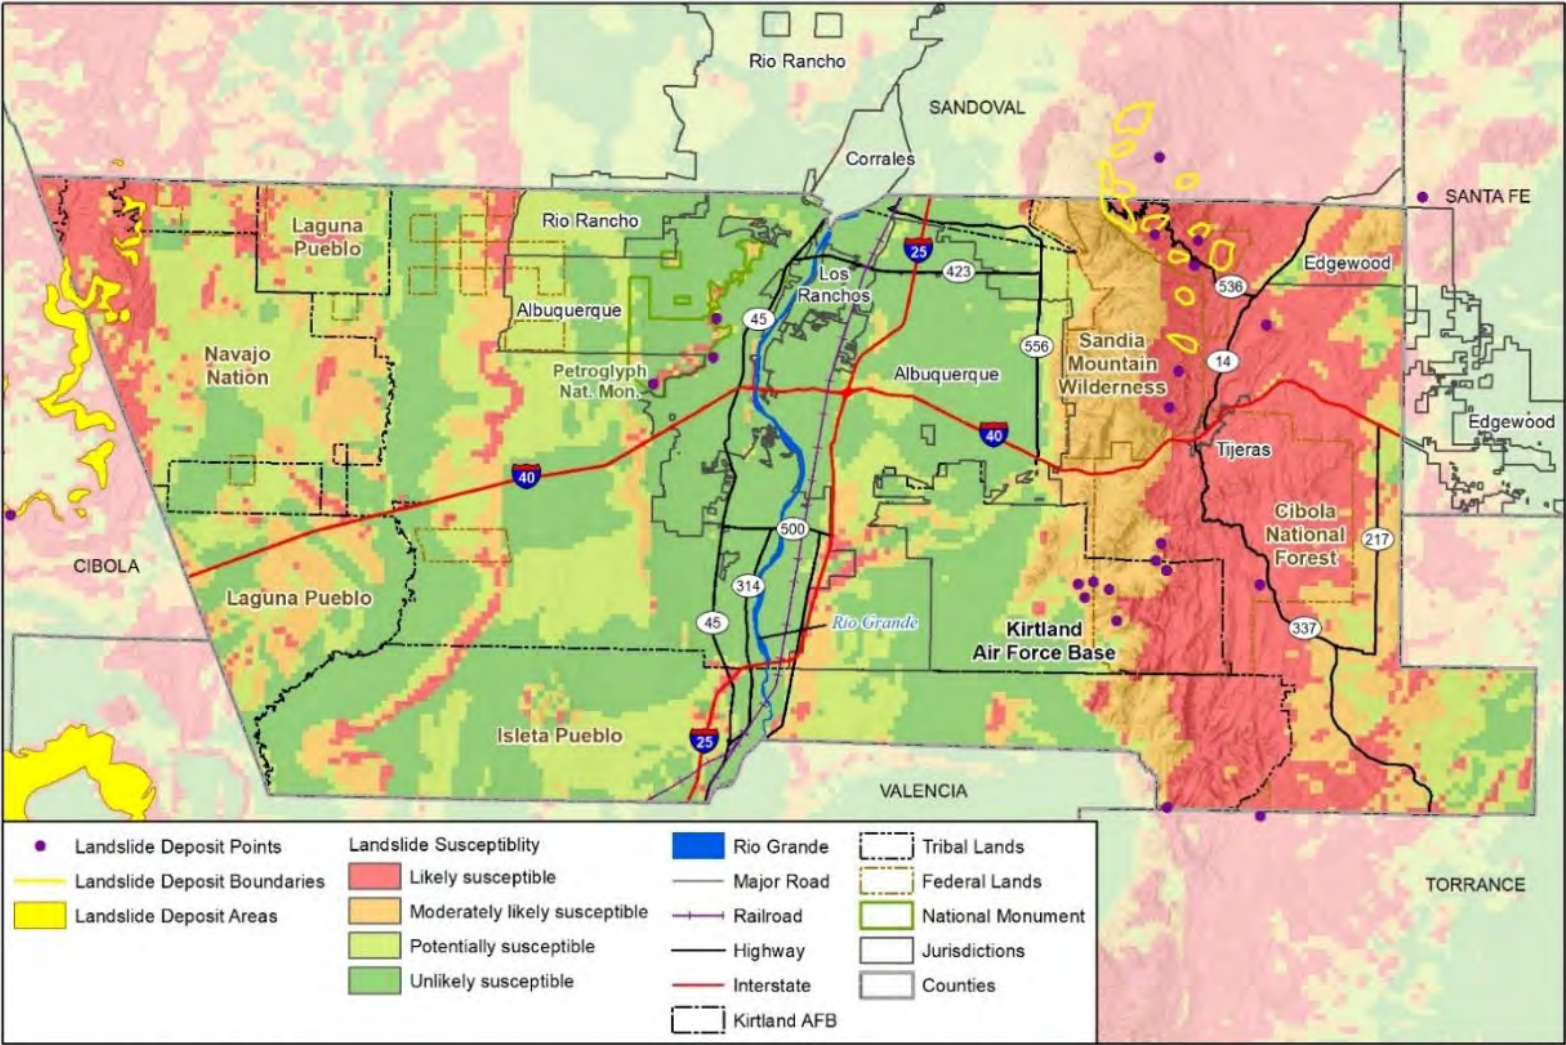 Rio Rancho
SANDOVAL
Corrales
SANTA FE
Rio Rancho
Laguna
Pueblo
25
423
Los
Ranchos
Edgewood
536
Albuquerque
45
556
Sandia
Mountain
Wilderness
14
Navajo
Nation
Petroglyph
Nat. Mon.
Albuquerque
Edgewood
40
Tijeras
40
Cibola
National
Forest
217
500
CIBOLA
314
Laguna Pueblo
45
Rio Grande
Kirtland
Air Force Base
337
Isleta Pueblo
25
VALENCIA
TORRANCE
Landslide Deposit Points
Landslide Deposit Boundaries
Landslide Deposit Areas
Landslide Susceptiblity
Likely susceptible
Moderately likely susceptible
Potentially susceptible
Unlikely susceptible
Rio Grande
Major Road
Railroad
Highway
Interstate
Kirtland AFB
Tribal Lands
Federal Lands
National Monument
Jurisdictions
Counties